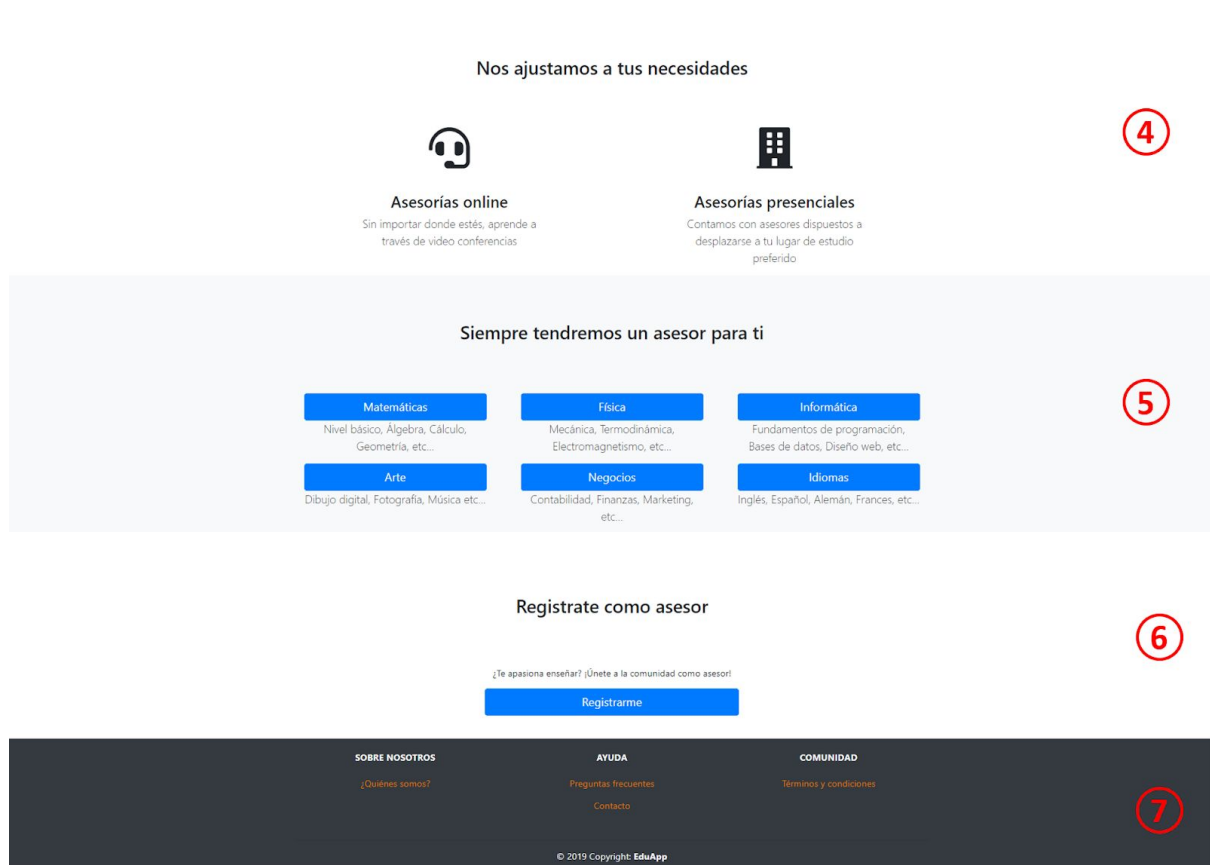 Nos ajustamos a tus necesidades
④
Asesorías online
Asesorías presenciales
Sin importar donde estés, aprende a
través de video conferencias
Contamos con asesores dispuestos a
desplazarse a tu lugar de estudio
preferido
Siempre tendremos un asesor para ti
⑤
Matemáticas
Física
Informática
Nivel básico, Álgebra, Cálculo,
Geometría, etc...
Mecánica, Termodinámica,
Electromagnetismo, etc...
Fundamentos de programación,
Bases de datos, Diseño web, etc...
Arte
Negocios
Idiomas
Dibujo digital, Fotografía, Música etc...
Contabilidad, Finanzas, Marketing,
etc...
Inglés, Español, Alemán, Frances, etc...
Registrate como asesor
⑥
¿Te apasiona enseñar? ¡Únete a la comunidad como asesor!
Registrarme
SOBRE NOSOTROS
AYUDA
COMUNIDAD
¿Quiénes somos?
Preguntas frecuentes
Términos y condiciones
Contacto
⑦
© 2019 Copyright: EduApp